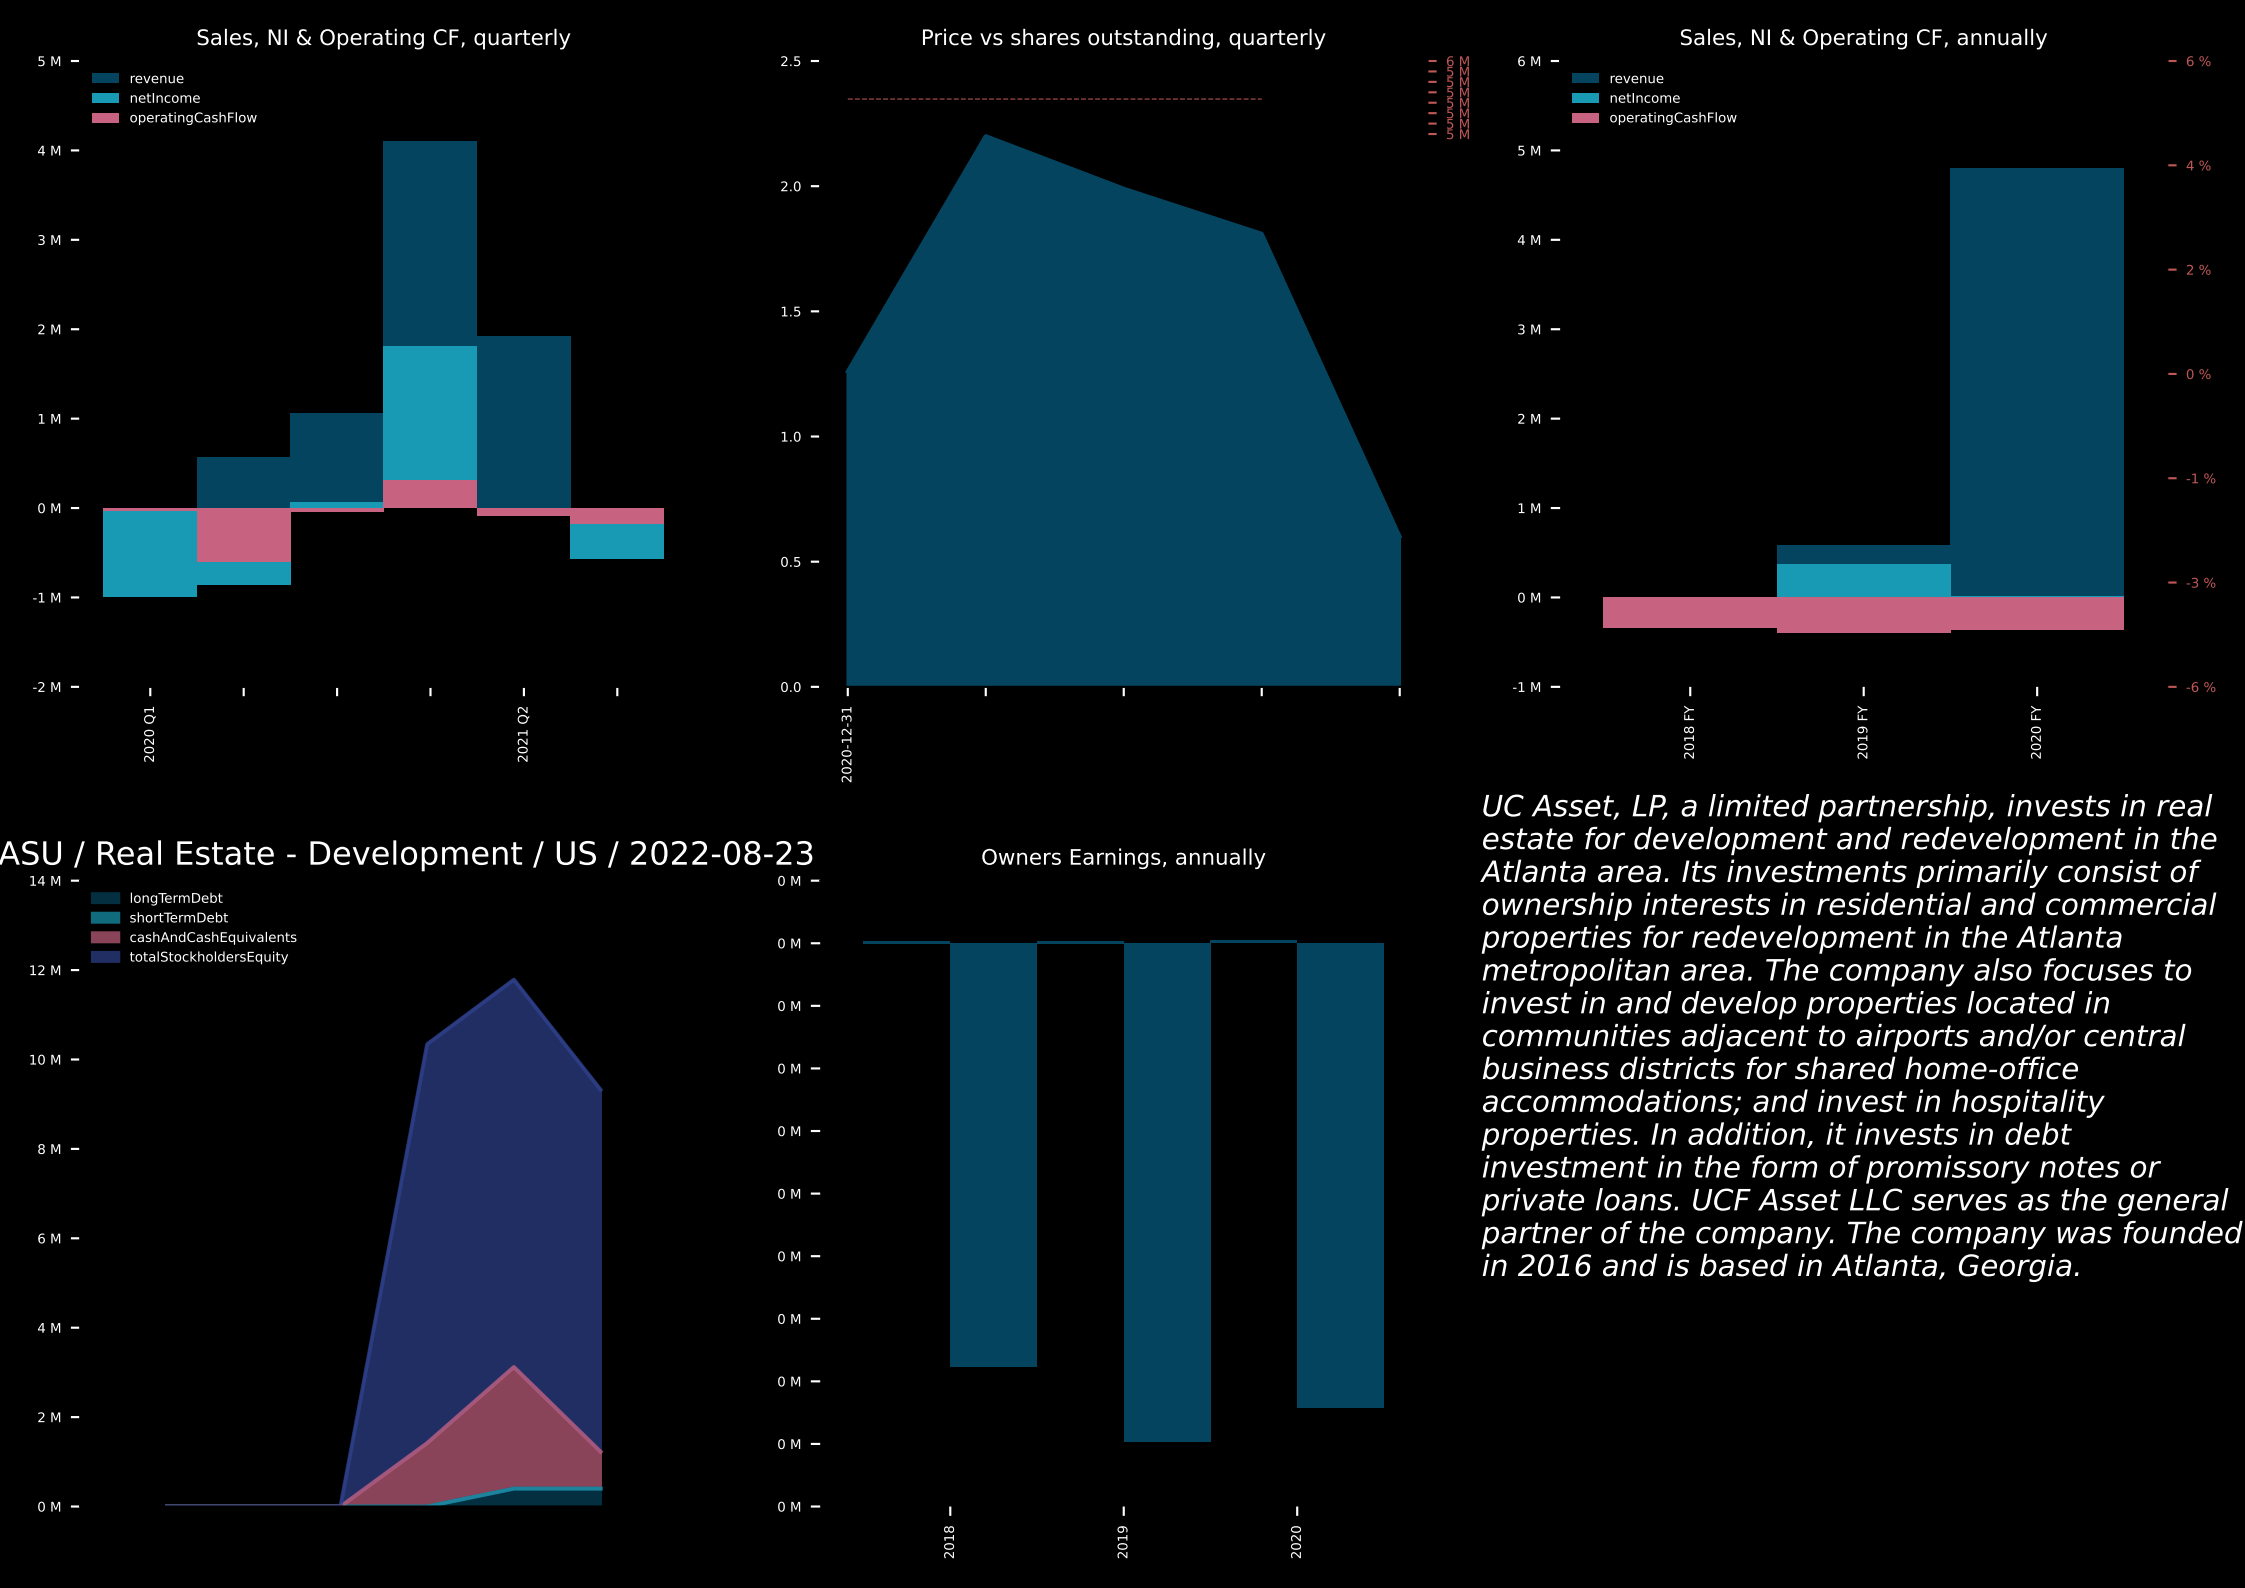 Sales, NI & Operating CF, quarterly
5 M
4 M
3 M
2 M
1 M
0 M
-1 M
-2 M
revenue
netIncome
operatingCashFlow
2020 Q1
2021 Q2
Price vs shares outstanding, quarterly
2.5
2.0
1.5
1.0
0.5
0.0
6 M
5 M
5 M
5 M
5 M
5 M
5 M
5 M
2020-12-31
Sales, NI & Operating CF, annually
6 M
5 M
4 M
3 M
2 M
1 M
0 M
-1 M
revenue
netIncome
operatingCashFlow
6 %
4 %
2 %
0 %
-1 %
-3 %
-6 %
2018 FY
2019 FY
2020 FY
ASU / Real Estate - Development / US / 2022-08-23
14 M
12 M
10 M
8 M
6 M
4 M
2 M
0 M
longTermDebt
shortTermDebt
cashAndCashEquivalents
totalStockholdersEquity
Owners Earnings, annually
0 M
0 M
0 M
0 M
0 M
0 M
0 M
0 M
0 M
0 M
0 M
2018
2019
2020
UC Asset, LP, a limited partnership, invests in real
estate for development and redevelopment in the
Atlanta area. Its investments primarily consist of
ownership interests in residential and commercial
properties for redevelopment in the Atlanta
metropolitan area. The company also focuses to
invest in and develop properties located in
communities adjacent to airports and/or central
business districts for shared home-office
accommodations; and invest in hospitality
properties. In addition, it invests in debt
investment in the form of promissory notes or
private loans. UCF Asset LLC serves as the general
partner of the company. The company was founded
in 2016 and is based in Atlanta, Georgia.